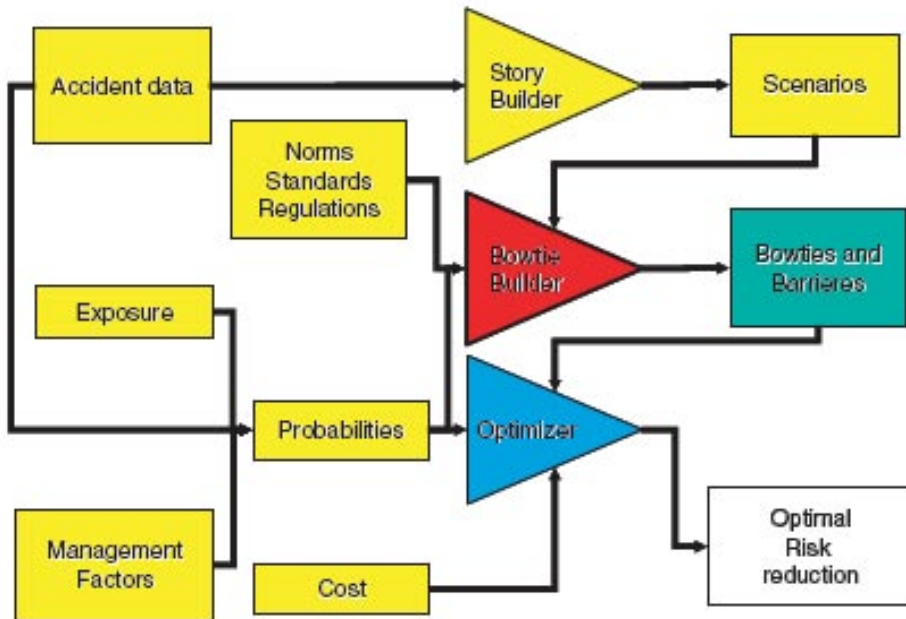 Accident data
Story
Builder
Scenarios
Norms
Standards
Regulations
Bowtie
Builder
Bowties and
Barrieres
Exposure
Probabilities
Optimizer
Management
Factors
Cost
Optimal
Risk
reduction